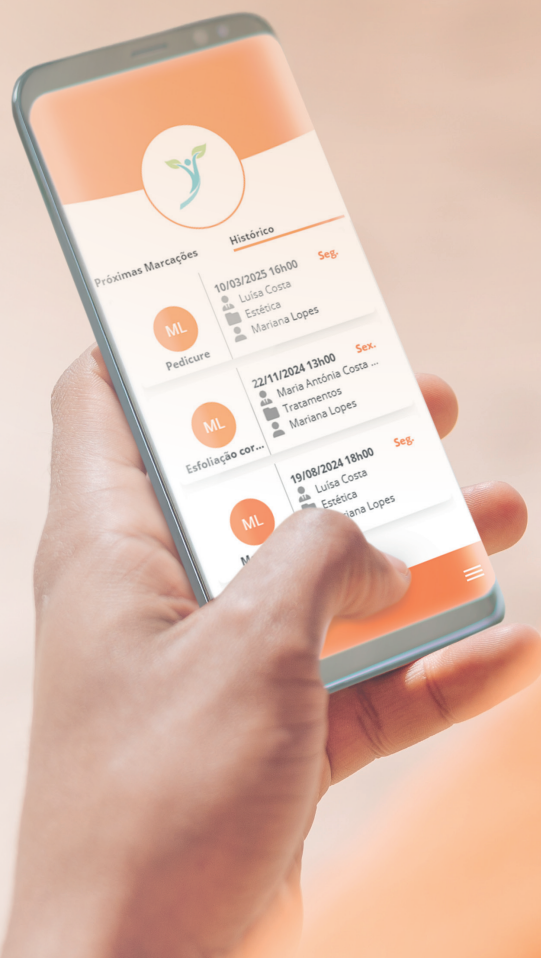 Próximas Marcações
Histórico
10/03/2025 16h00
Seg.
Luísa Costa
Estética
Mariana Lopes
ML
Pedicure
22/11/2024 13h00
Sex.
Maria Antónia Costa ...
Tratamentos
Mariana Lopes
ML
Esfoliação cor...
19/08/2024 18h00
Seg.
Luísa Costa
Estética
Lopes
ML